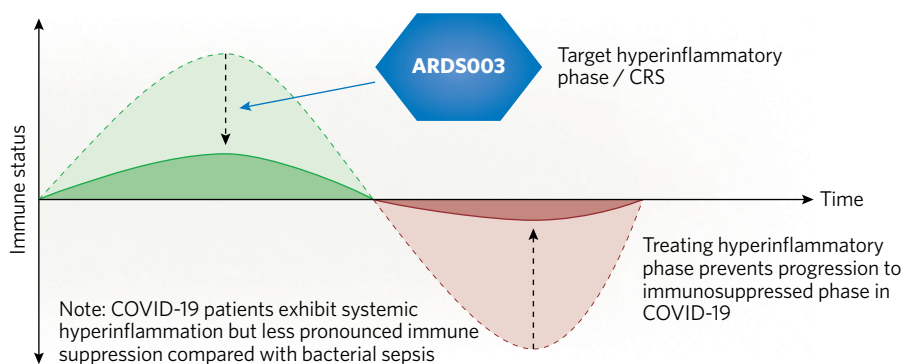 ARDS003
Target hyperinflammatory
phase / CRS
Immune status
Time
Treating hyperinflammatory
phase prevents progression to
immunosuppressed phase in
COVID-19
Note: COVID-19 patients exhibit systemic
hyperinflammation but less pronounced immune
suppression compared with bacterial sepsis